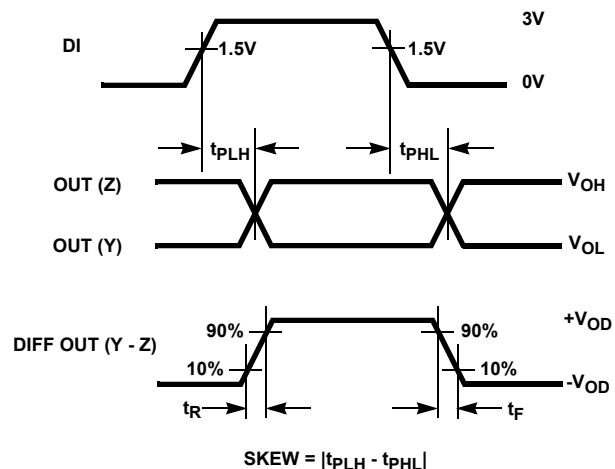 3V
DI
1.5V
1.5V
0V
tPLH
tPHL
OUT (Z)
VOH
OUT (Y)
VOL
+VOD
90%
90%
DIFF OUT (Y - Z)
10%
10%
-VOD
tR
tF
SKEW = |tPLH - tPHL|